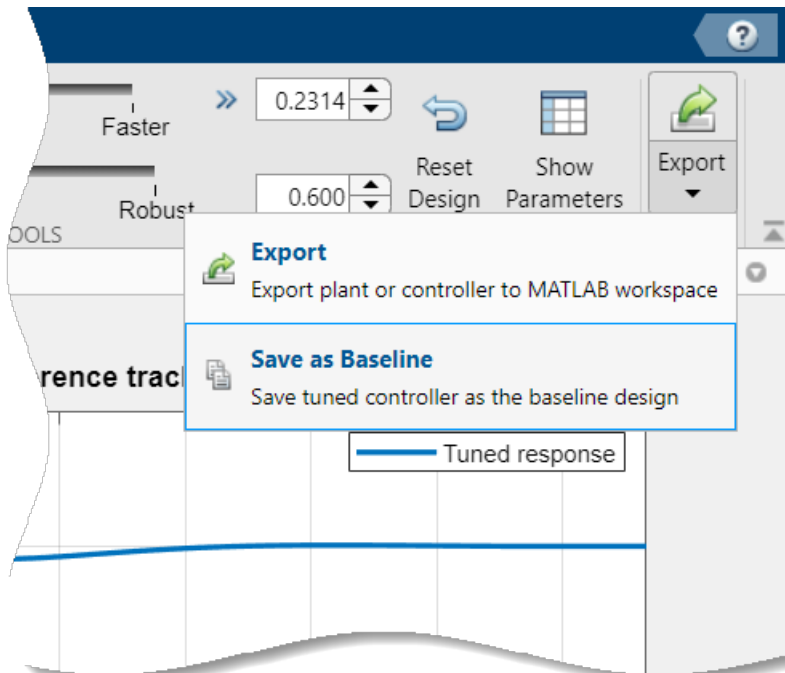 ?
Faster
0.2314
Reset
Design
Show
Parameters
Export
Robust
0.600
OOLS
Export
Export plant or controller to MATLAB workspace
Save as Baseline
Save tuned controller as the baseline design
rence trac
Tuned response